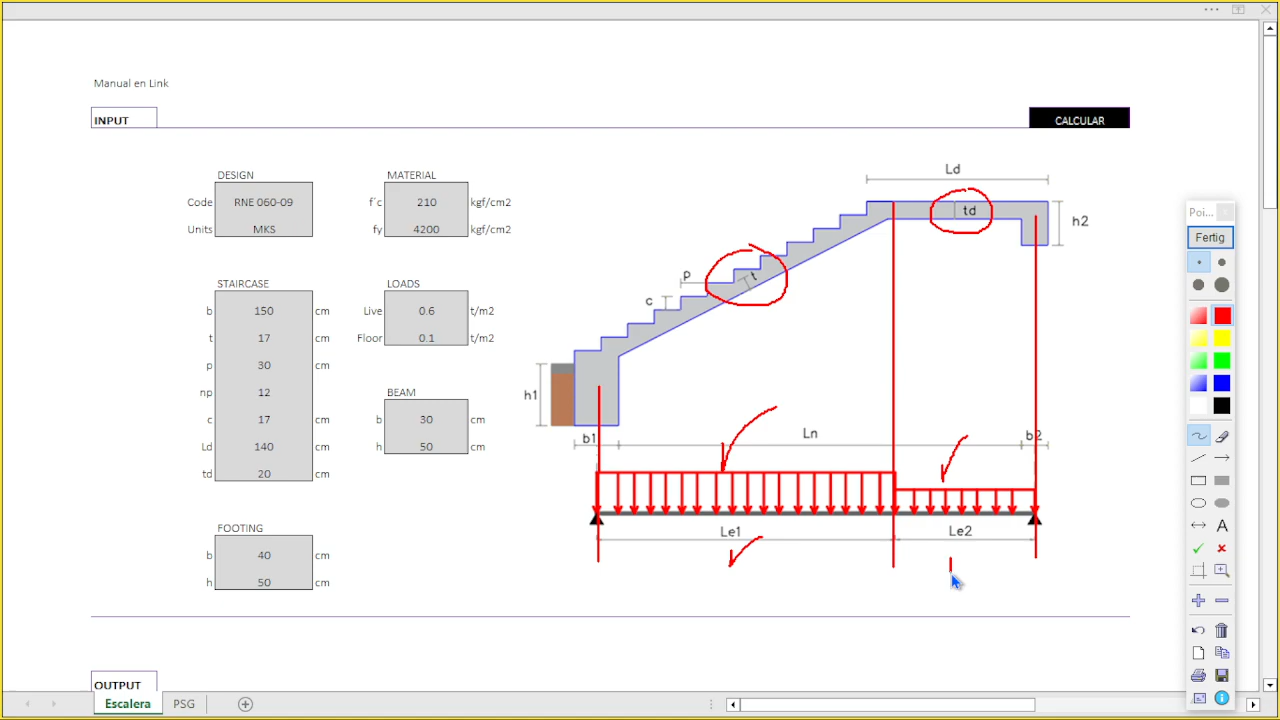 Manual en Link
INPUT
CALCULAR
DESIGN
Code RNE 060-09
Units MKS
MATERIAL
f´c 210 kgf/cm2
fy 4200 kgf/cm2
STAIRCASE
b 150 cm
t 17 cm
p 30 cm
np 12
c 17 cm
Ld 140 cm
td 20 cm
LOADS
Live 0.6 t/m2
Floor 0.1 t/m2
BEAM
b 30 cm
h 50 cm
FOOTING
b 40 cm
h 50 cm
Ld
td
h2
p
t
c
h1
b1
Ln
b2
Le1
Le2
Poi...
Fertig
A
OUTPUT
Escalera
PSG